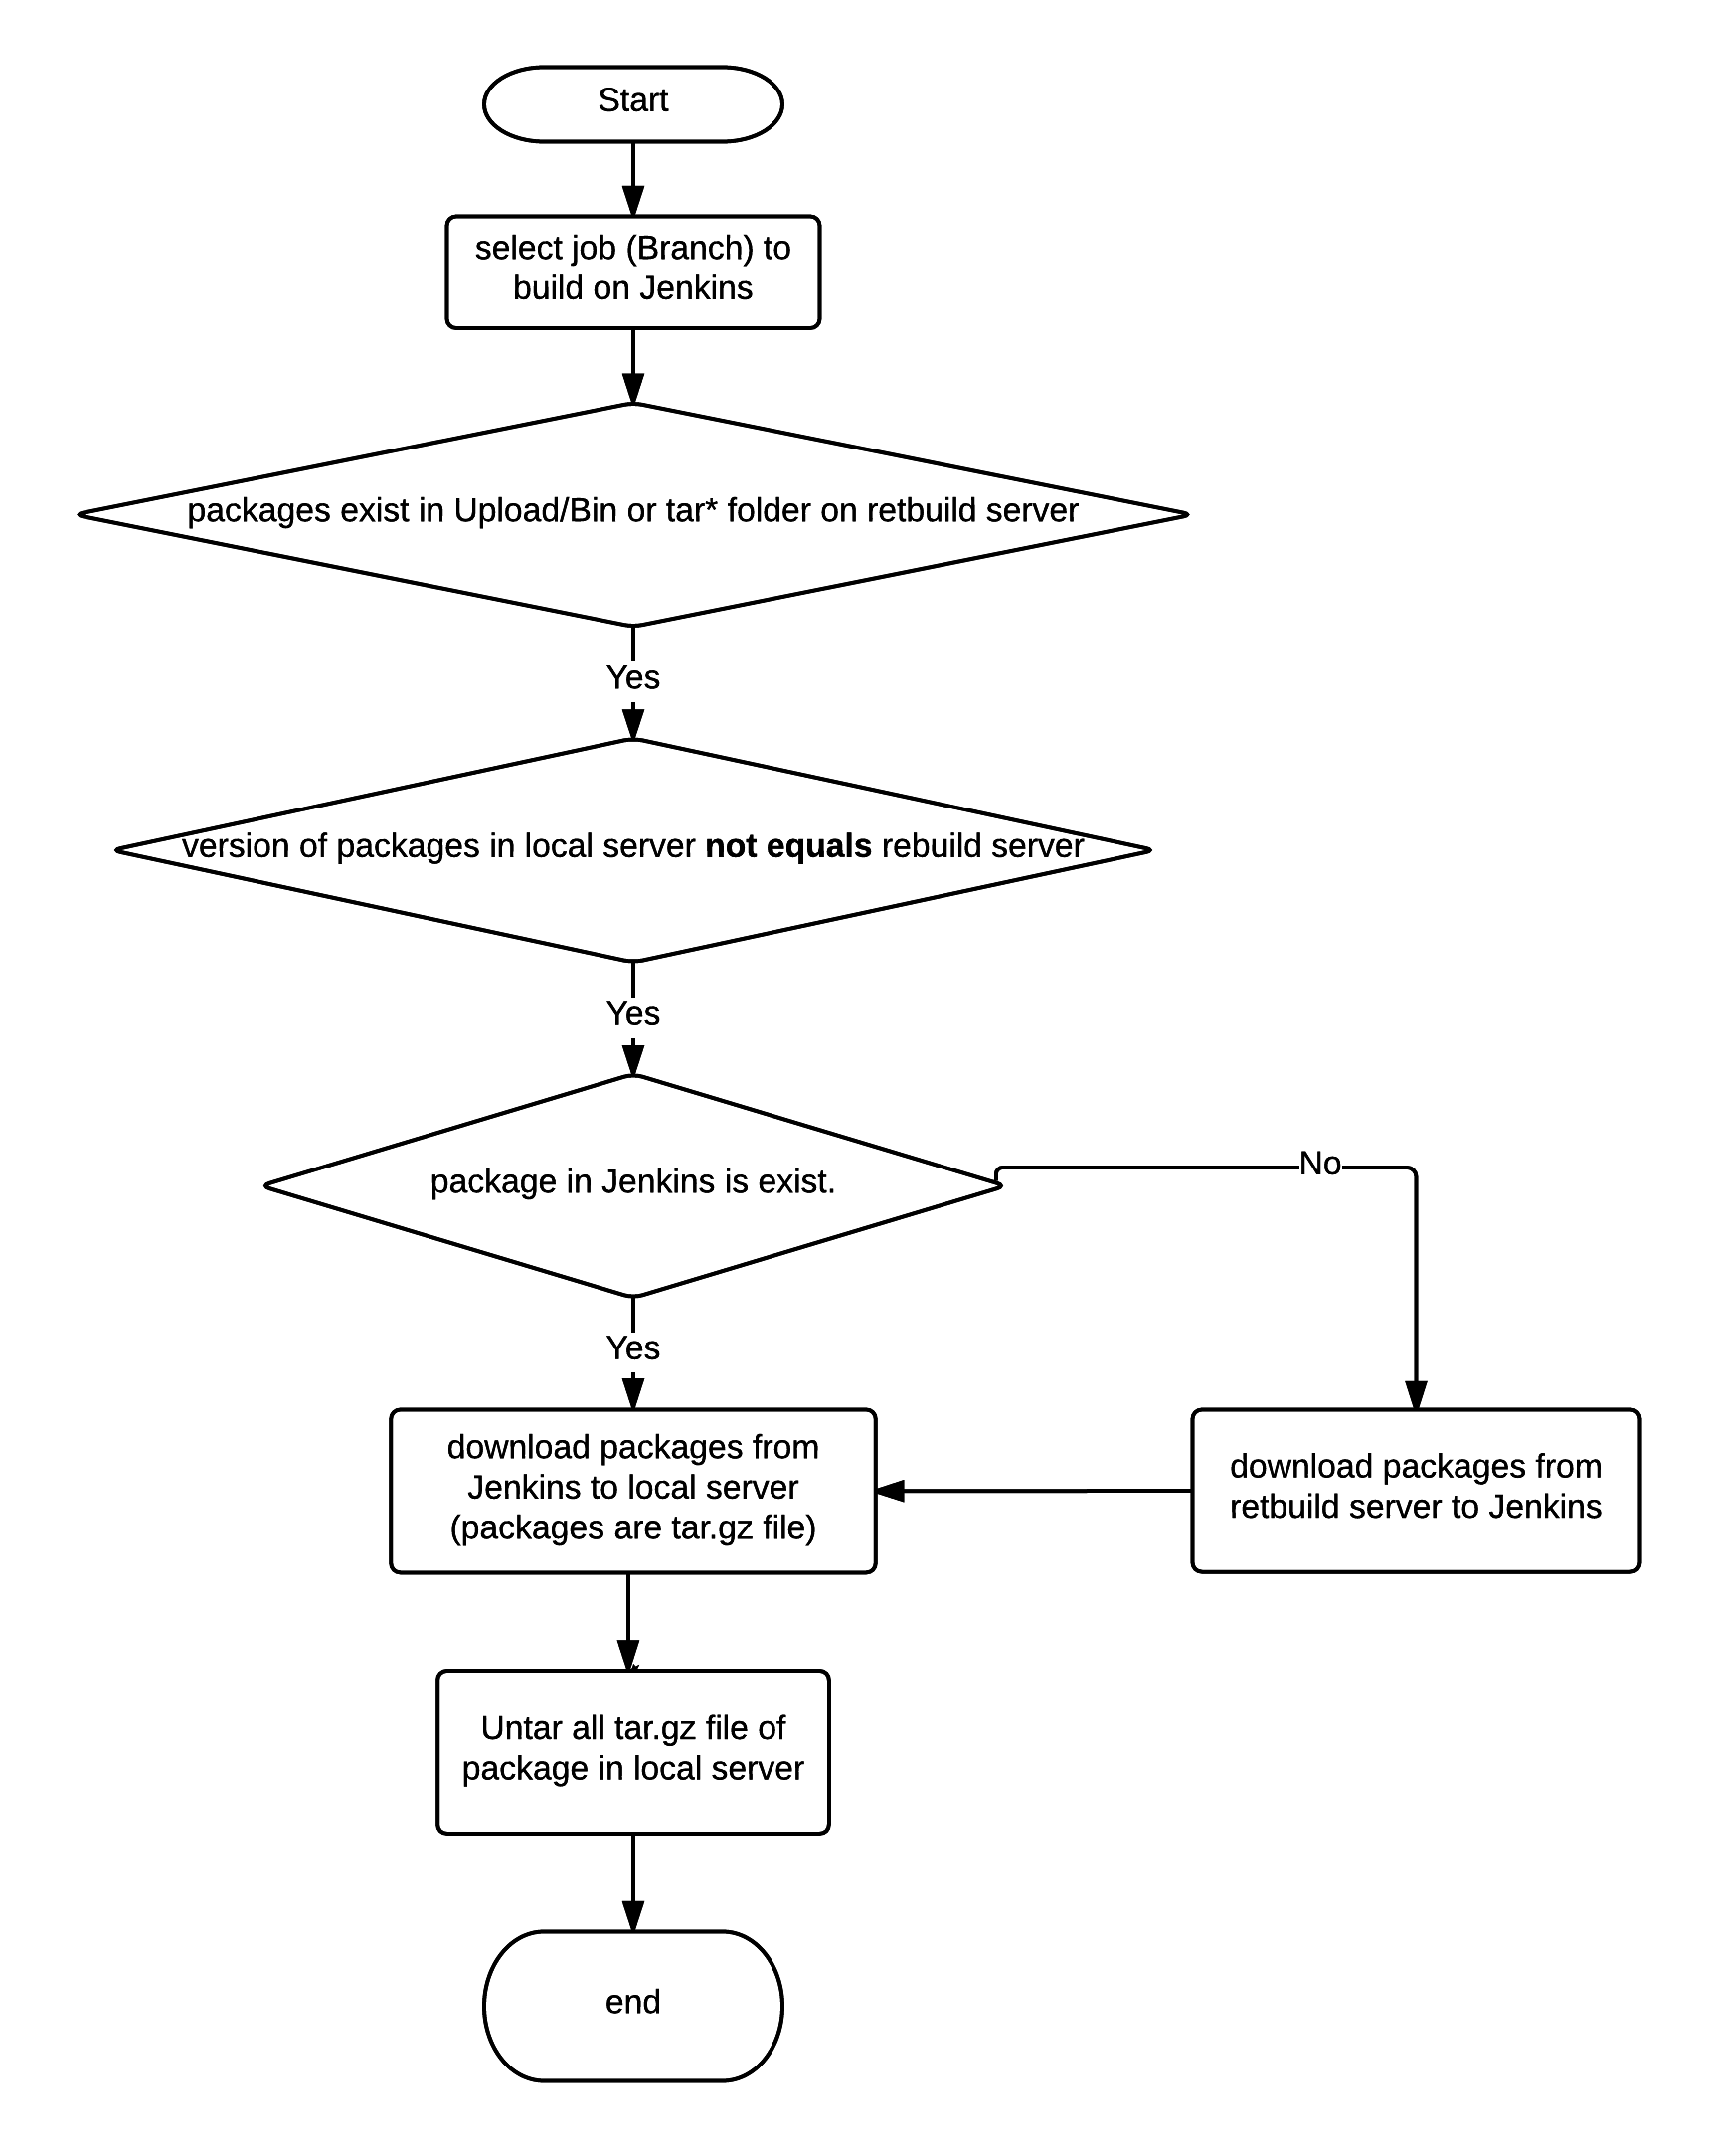 Start
select job (Branch) to
build on Jenkins
packages exist in Upload/Bin or tar* folder on retbuild server
Yes
version of packages in local server not equals rebuild server
Yes
package in Jenkins is exist.
No
Yes
download packages from
Jenkins to local server
(packages are tar.gz file)
download packages from
retbuild server to Jenkins
Untar all tar.gz file of
package in local server
end